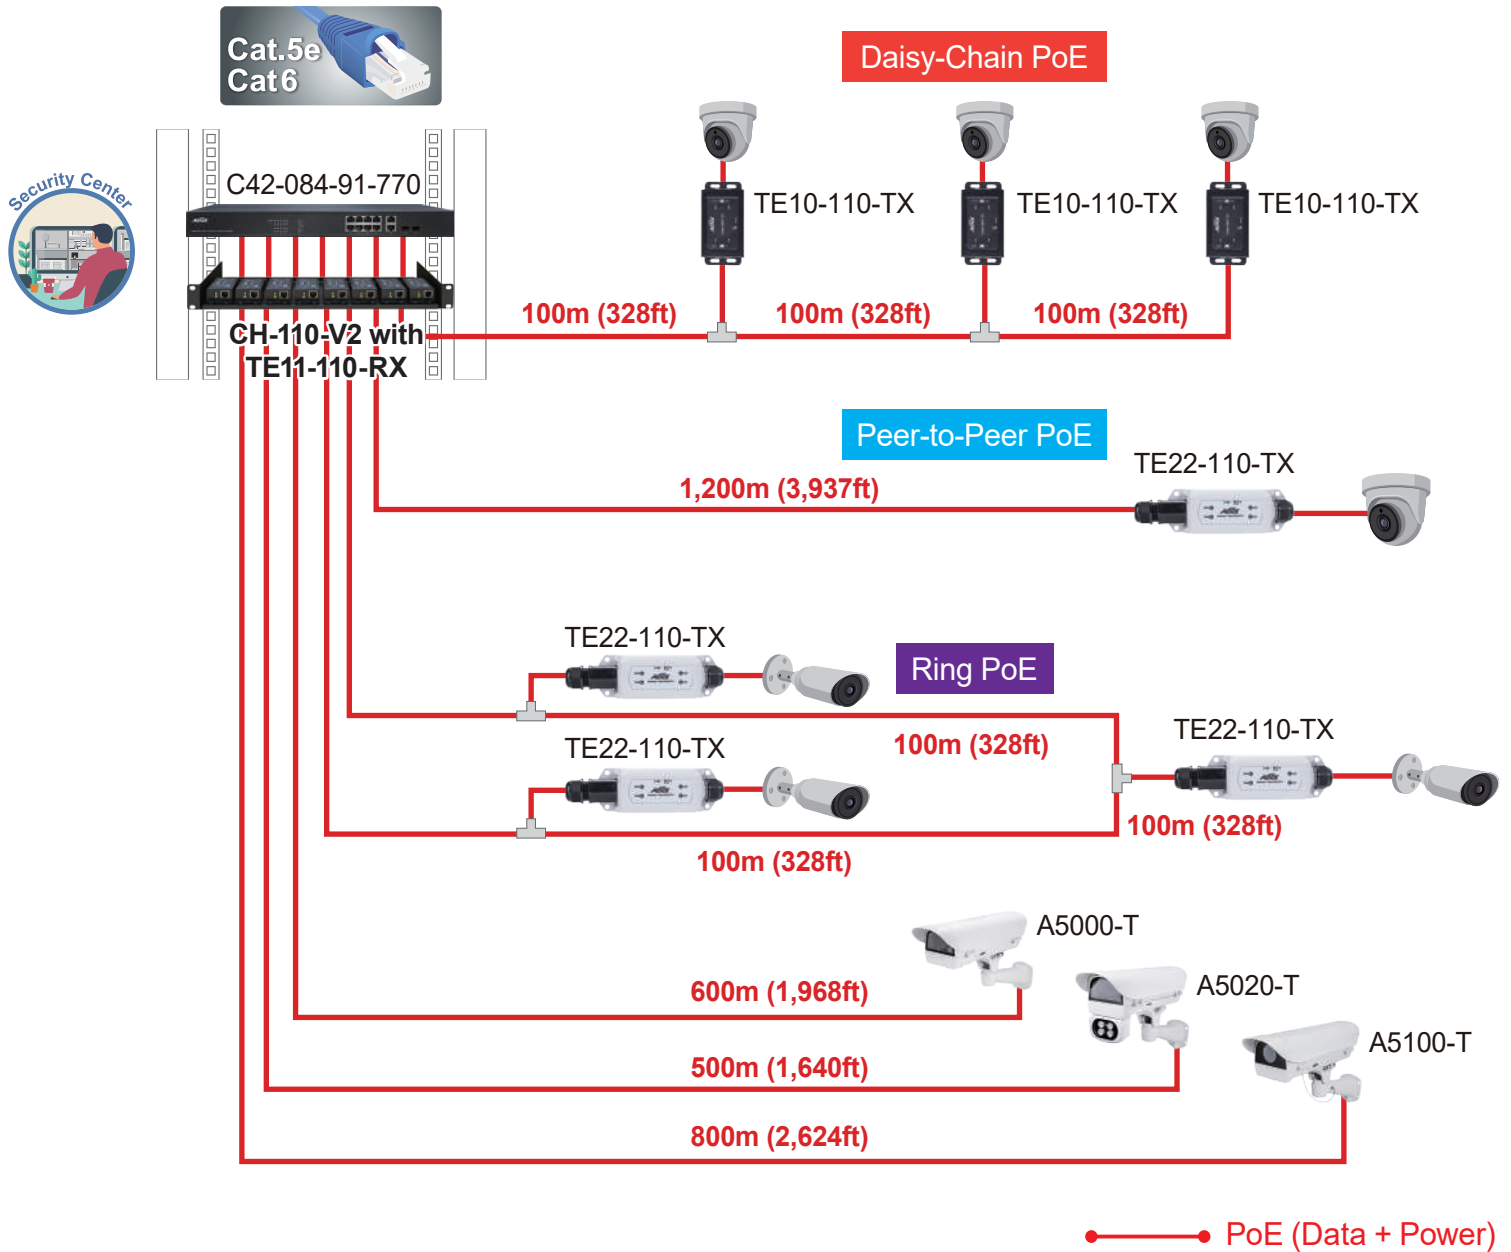 Cat.5e
Cat6
Daisy-Chain PoE
Security Center
C42-084-91-770
TE10-110-TX
TE10-110-TX
TE10-110-TX
100m (328ft)
100m (328ft)
100m (328ft)
CH-110-V2 with
TE11-110-RX
Peer-to-Peer PoE
TE22-110-TX
1,200m (3,937ft)
TE22-110-TX
Ring PoE
TE22-110-TX
100m (328ft)
TE22-110-TX
100m (328ft)
100m (328ft)
A5000-T
600m (1,968ft)
A5020-T
A5100-T
500m (1,640ft)
800m (2,624ft)
PoE (Data + Power)